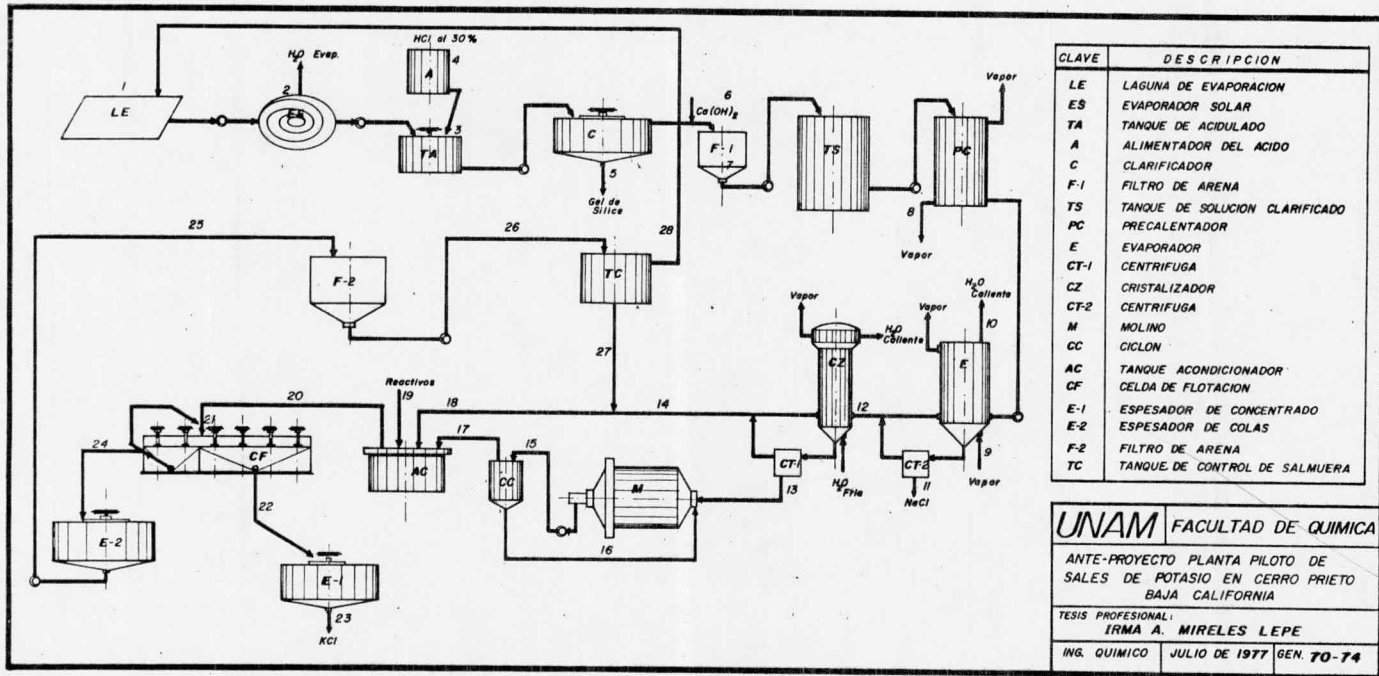 1
LE
H2O Evap.
2
ES
HCl al 30%
4
A
3
TA
C
5
Gel de
Silice
6
Ca(OH)2
F-1
7
TS
8
Vapor
PC
Vapor
25
F-2
26
TC
28
27
Vapor
CZ
H2O
Caliente
Vapor
H2O
Caliente
10
E
9
Vapor
12
CT-2
11
NaCl
14
CT-1
13
H2O
Fria
M
15
16
CC
17
18
Reactivos
19
AC
20
21
CF
24
22
E-2
E-1
23
KCl
CLAVE DESCRIPCION
LE LAGUNA DE EVAPORACION
ES EVAPORADOR SOLAR
TA TANQUE DE ACIDULADO
A ALIMENTADOR DEL ACIDO
C CLARIFICADOR
F-1 FILTRO DE ARENA
TS TANQUE DE SOLUCION CLARIFICADO
PC PRECALENTADOR
E EVAPORADOR
CT-1 CENTRIFUGA
CZ CRISTALIZADOR
CT-2 CENTRIFUGA
M MOLINO
CC CICLON
AC TANQUE ACONDICIONADOR
CF CELDA DE FLOTACION
E-1 ESPESADOR DE CONCENTRADO
E-2 ESPESADOR DE COLAS
F-2 FILTRO DE ARENA
TC TANQUE DE CONTROL DE SALMUERA
UNAM FACULTAD DE QUIMICA
ANTE-PROYECTO PLANTA PILOTO DE
SALES DE POTASIO EN CERRO PRIETO
BAJA CALIFORNIA
TESIS PROFESIONAL:
IRMA A. MIRELES LEPE
ING. QUIMICO JULIO DE 1977 GEN. 70-74